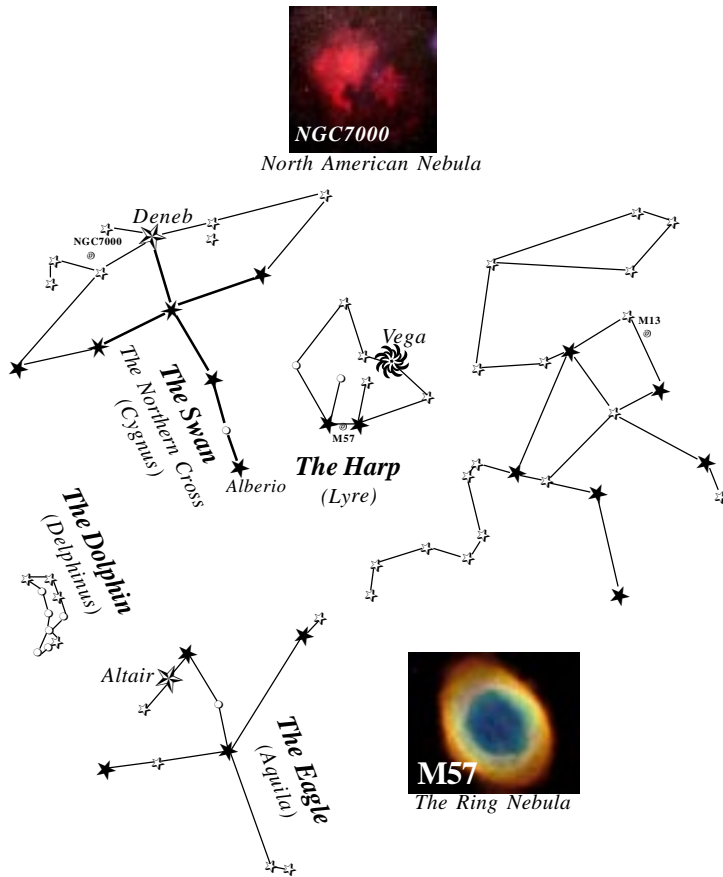 NGC7000
North American Nebula
Deneb
NGC7000
M13
Vega
The Swan
The Northern Cross
(Cygnus)
M57
Alberio
The Harp
(Lyre)
The Dolphin
(Delphinus)
Altair
The Eagle
(Aquila)
M57
The Ring Nebula